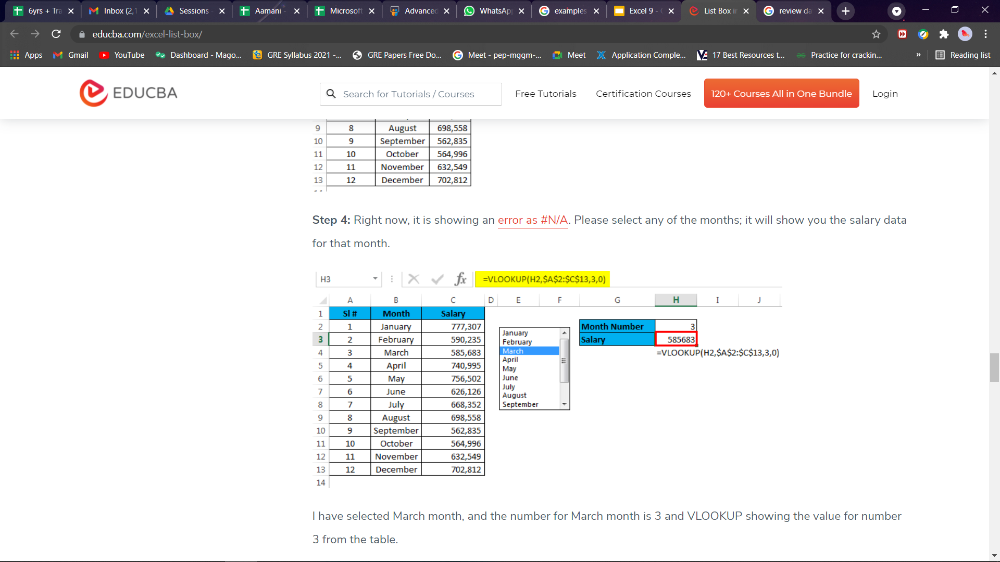 6yrs + Tra
Inbox (2,1
Sessions -
Aamani -
Microsoft
Advanced
WhatsApp
examples
Excel 9 -
List Box in
review da
educba.com/excel-list-box/
Apps
Gmail
YouTube
Dashboard - Mago...
GRE Syllabus 2021 -...
GRE Papers Free Do...
Meet - pep-mggm-...
Meet
Application Comple...
17 Best Resources t...
Practice for crackin...
»
Reading list
EDUCBA
Search for Tutorials / Courses
Free Tutorials
Certification Courses
120+ Courses All in One Bundle
Login
9 8 August 698,558
10 9 September 562,835
11 10 October 564,996
12 11 November 632,549
13 12 December 702,812
Step 4: Right now, it is showing an error as #N/A. Please select any of the months; it will show you the salary data
for that month.
H3 fx =VLOOKUP(H2,$A$2:$C$13,3,0)
A B C D E F G H I J
1 Sl # Month Salary
2 1 January 777,307
3 2 February 590,235
4 3 March 585,683
5 4 April 740,995
6 5 May 756,502
7 6 June 626,126
8 7 July 668,352
9 8 August 698,558
10 9 September 562,835
11 10 October 564,996
12 11 November 632,549
13 12 December 702,812
14
January
February
March
April
May
June
July
August
September
Month Number 3
Salary 585683
=VLOOKUP(H2,$A$2:$C$13,3,0)
I have selected March month, and the number for March month is 3 and VLOOKUP showing the value for number
3 from the table.